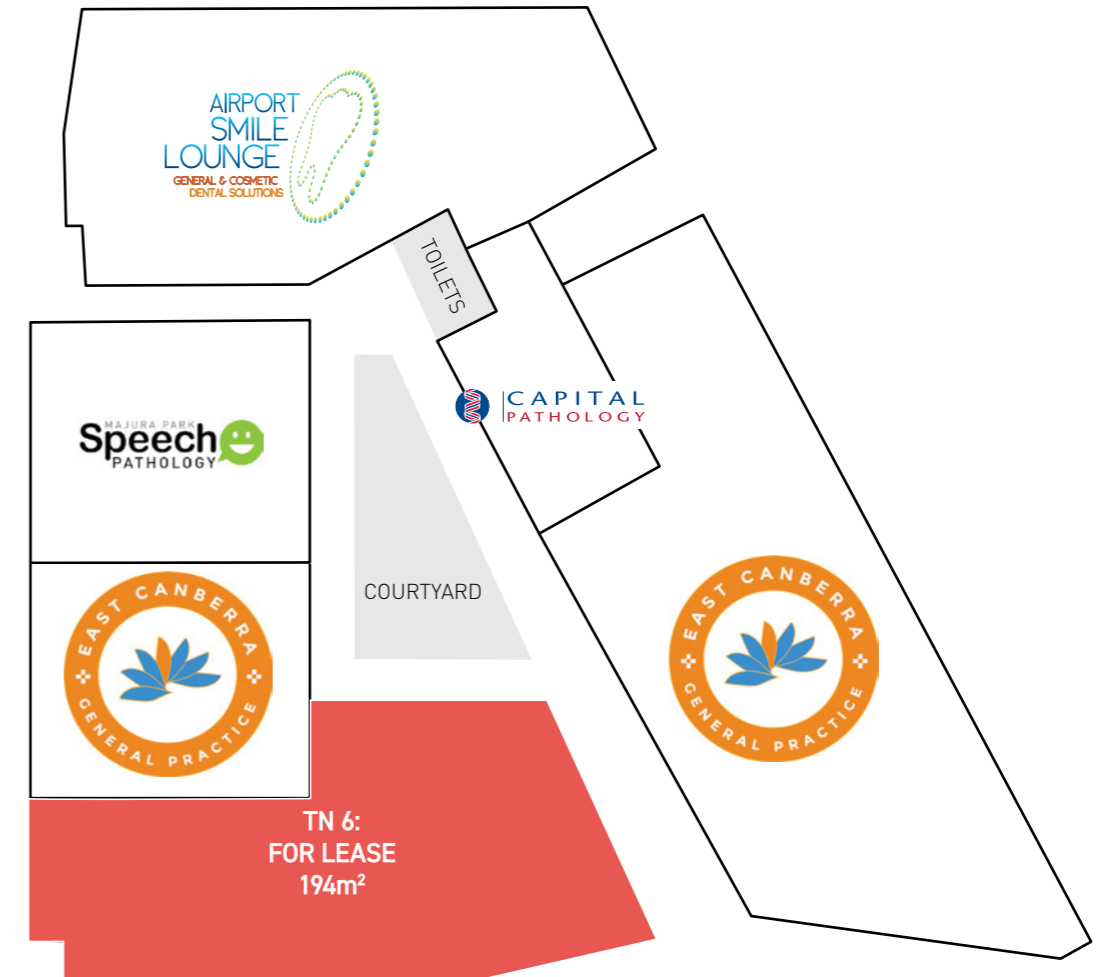 AIRPORT
SMILE
LOUNGE
GENERAL & COSMETIC
DENTAL SOLUTIONS
TOILETS
CAPITAL
PATHOLOGY
MAJURA PARK
Speech
PATHOLOGY
COURTYARD
EAST CANBERRA
GENERAL PRACTICE
EAST CANBERRA
GENERAL PRACTICE
TN 6:
FOR LEASE
194m²